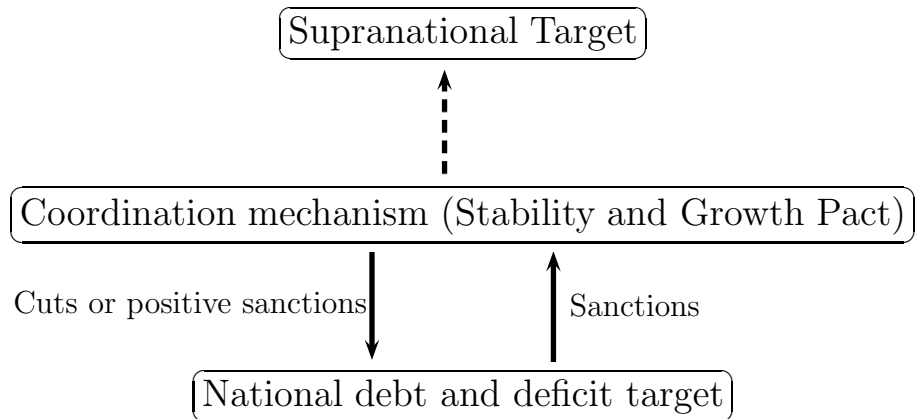 Supranational Target
Coordination mechanism (Stability and Growth Pact)
Cuts or positive sanctions
Sanctions
National debt and deficit target